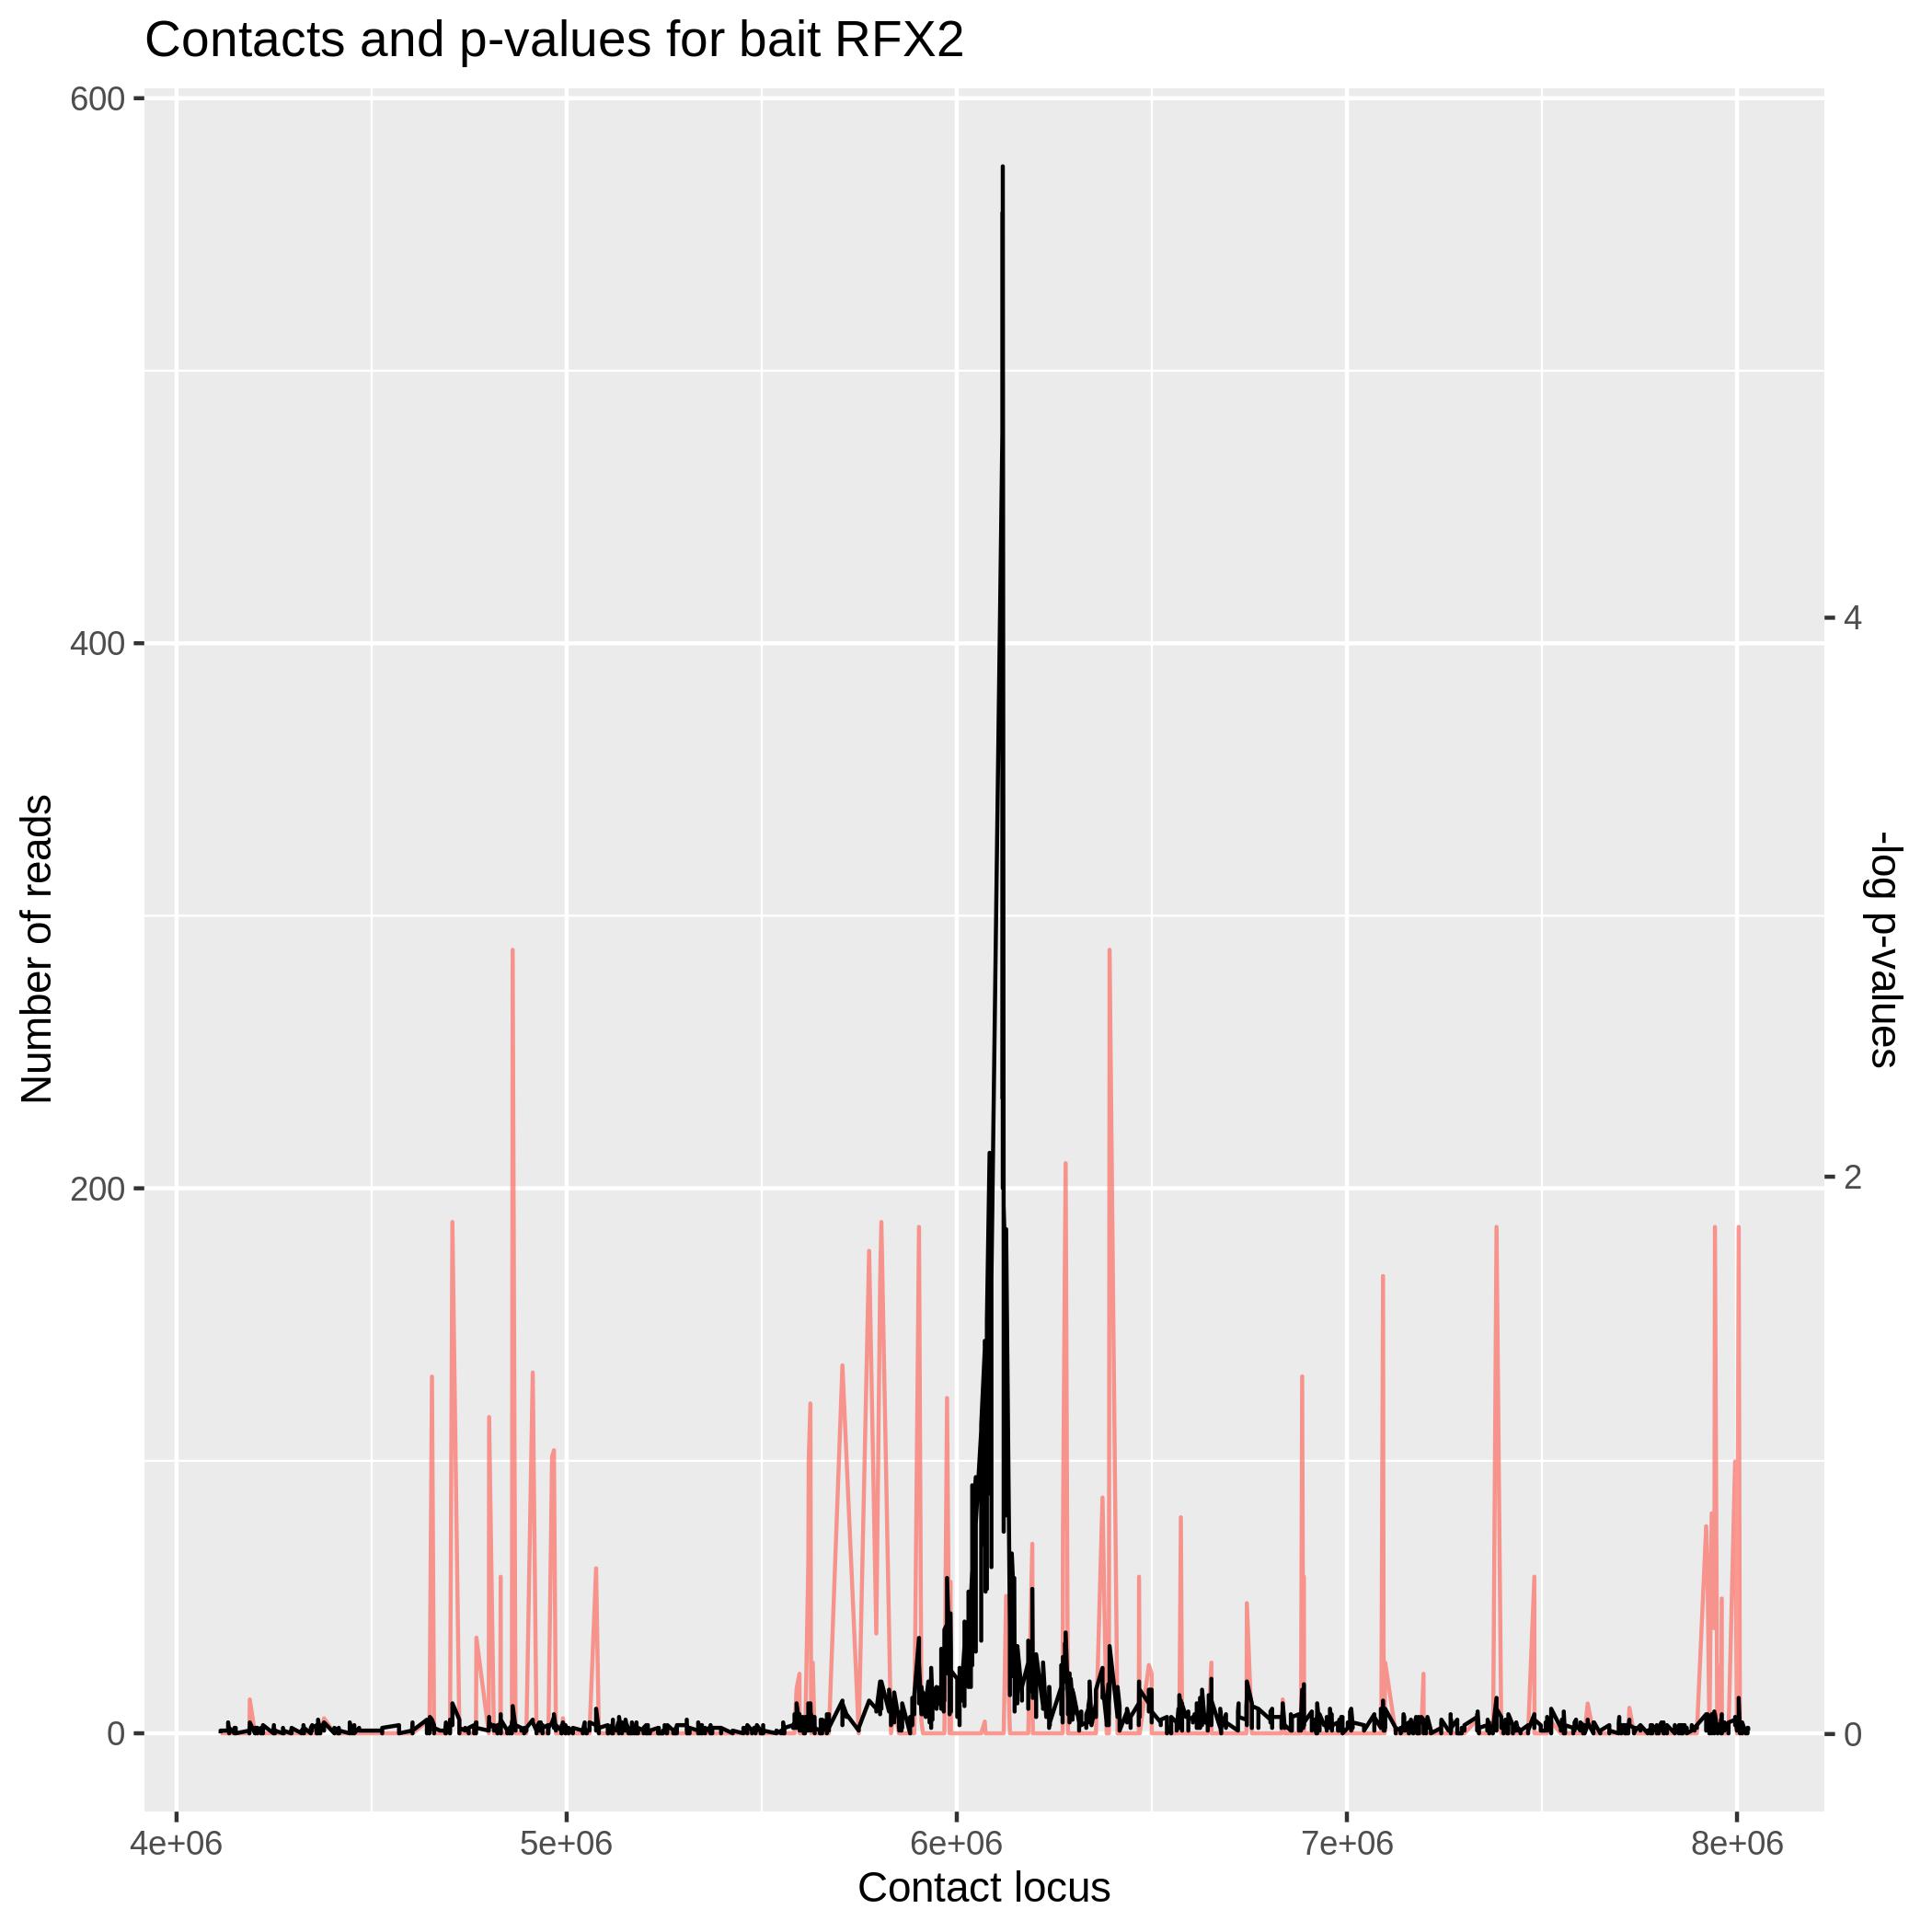 Contacts and p-values for bait RFX2
600
400
200
0
Number of reads
4
2
0
-log p-values
4e+06
5e+06
6e+06
7e+06
8e+06
Contact locus